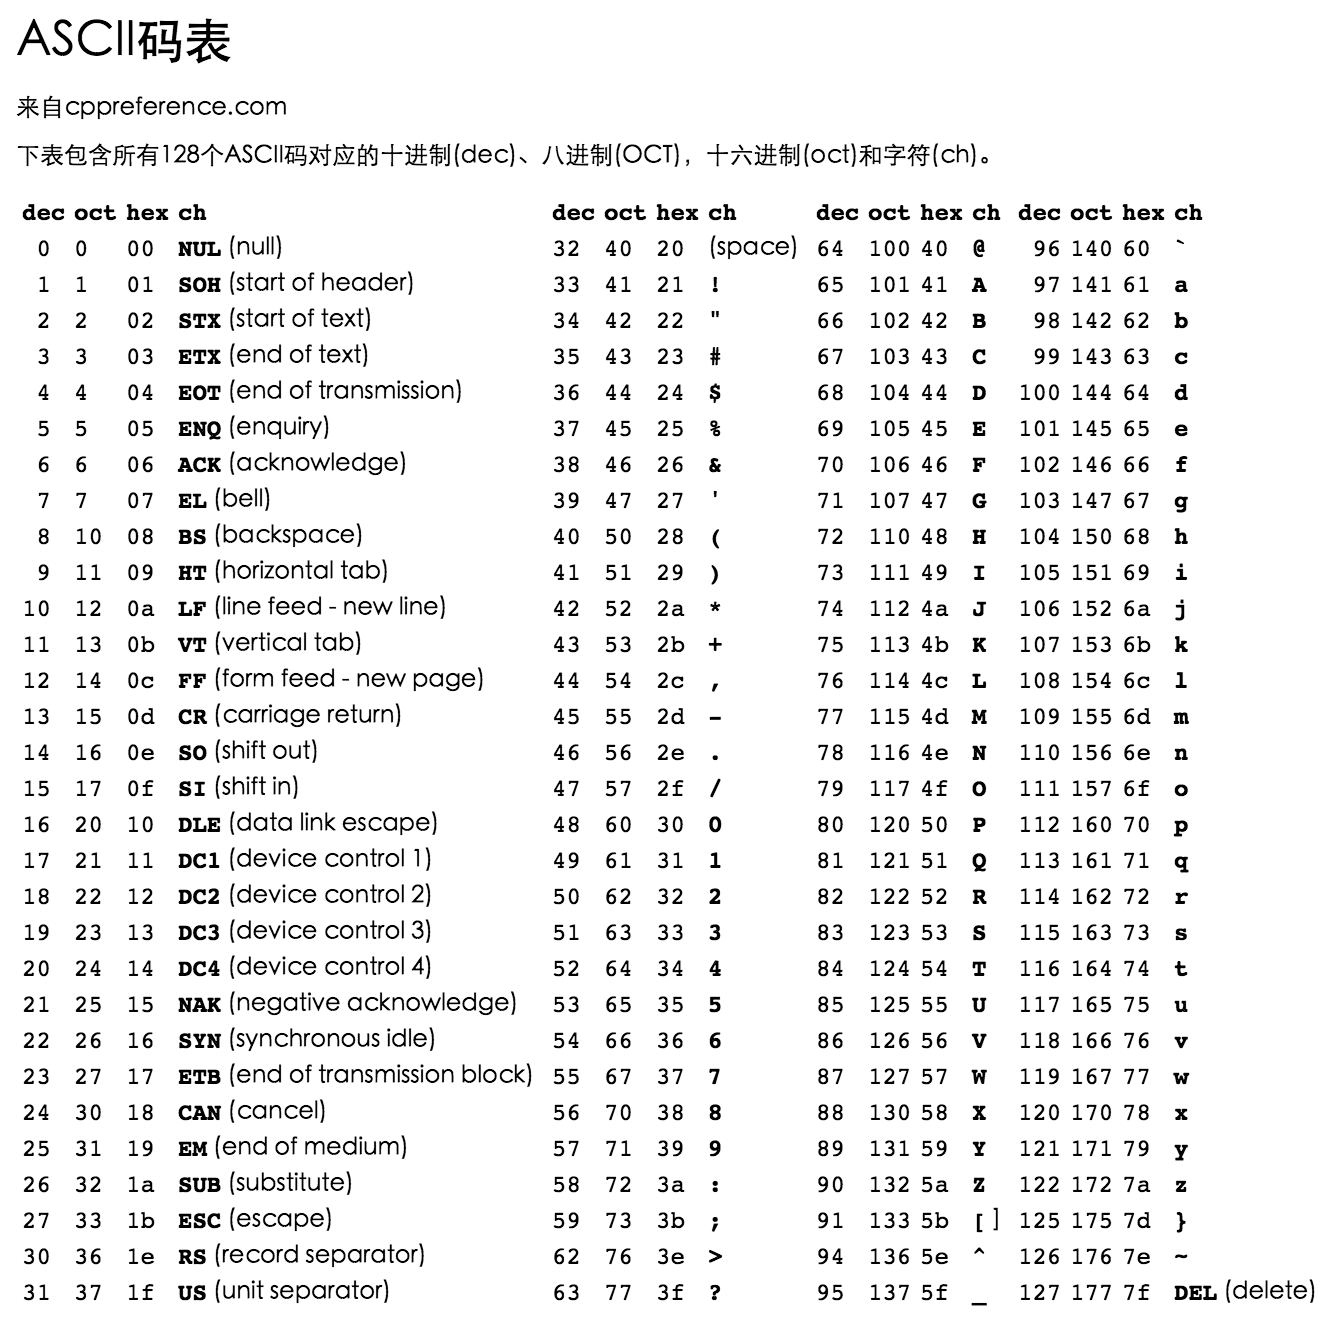 ASCII码表
来自cppreference.com
下表包含所有128个ASCII码对应的十进制(dec)、八进制(OCT)，十六进制(oct)和字符(ch)。
dec oct hex ch dec oct hex ch dec oct hex ch dec oct hex ch
0 0 00 NUL (null) 32 40 20 (space) 64 100 40 @ 96 140 60 `
1 1 01 SOH (start of header) 33 41 21 ! 65 101 41 A 97 141 61 a
2 2 02 STX (start of text) 34 42 22 " 66 102 42 B 98 142 62 b
3 3 03 ETX (end of text) 35 43 23 # 67 103 43 C 99 143 63 c
4 4 04 EOT (end of transmission) 36 44 24 $ 68 104 44 D 100 144 64 d
5 5 05 ENQ (enquiry) 37 45 25 % 69 105 45 E 101 145 65 e
6 6 06 ACK (acknowledge) 38 46 26 & 70 106 46 F 102 146 66 f
7 7 07 EL (bell) 39 47 27 ' 71 107 47 G 103 147 67 g
8 10 08 BS (backspace) 40 50 28 ( 72 110 48 H 104 150 68 h
9 11 09 HT (horizontal tab) 41 51 29 ) 73 111 49 I 105 151 69 i
10 12 0a LF (line feed - new line) 42 52 2a * 74 112 4a J 106 152 6a j
11 13 0b VT (vertical tab) 43 53 2b + 75 113 4b K 107 153 6b k
12 14 0c FF (form feed - new page) 44 54 2c , 76 114 4c L 108 154 6c l
13 15 0d CR (carriage return) 45 55 2d - 77 115 4d M 109 155 6d m
14 16 0e SO (shift out) 46 56 2e . 78 116 4e N 110 156 6e n
15 17 0f SI (shift in) 47 57 2f / 79 117 4f O 111 157 6f o
16 20 10 DLE (data link escape) 48 60 30 0 80 120 50 P 112 160 70 p
17 21 11 DC1 (device control 1) 49 61 31 1 81 121 51 Q 113 161 71 q
18 22 12 DC2 (device control 2) 50 62 32 2 82 122 52 R 114 162 72 r
19 23 13 DC3 (device control 3) 51 63 33 3 83 123 53 S 115 163 73 s
20 24 14 DC4 (device control 4) 52 64 34 4 84 124 54 T 116 164 74 t
21 25 15 NAK (negative acknowledge) 53 65 35 5 85 125 55 U 117 165 75 u
22 26 16 SYN (synchronous idle) 54 66 36 6 86 126 56 V 118 166 76 v
23 27 17 ETB (end of transmission block) 55 67 37 7 87 127 57 W 119 167 77 w
24 30 18 CAN (cancel) 56 70 38 8 88 130 58 X 120 170 78 x
25 31 19 EM (end of medium) 57 71 39 9 89 131 59 Y 121 171 79 y
26 32 1a SUB (substitute) 58 72 3a : 90 132 5a Z 122 172 7a z
27 33 1b ESC (escape) 59 73 3b ; 91 133 5b [ ] 125 175 7d }
30 36 1e RS (record separator) 62 76 3e > 94 136 5e ^ 126 176 7e ~
31 37 1f US (unit separator) 63 77 3f ? 95 137 5f _ 127 177 7f DEL (delete)